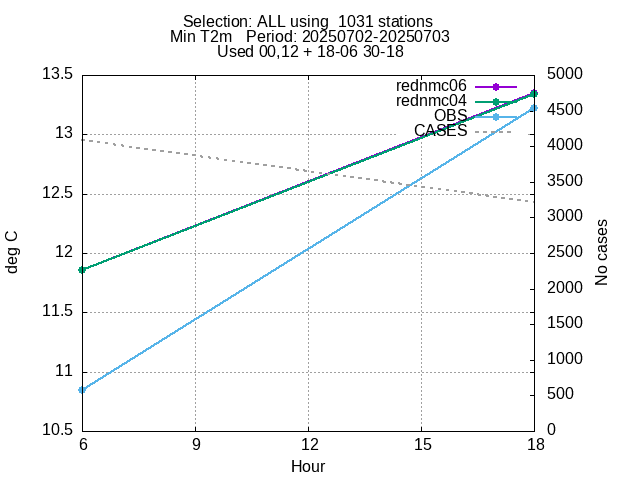 Selection: ALL using  1031 stations
Min T2m   Period: 20250702-20250703
Used 00,12 + 18-06 30-18
13.5
13
12.5
12
11.5
11
10.5
deg C
rednmc06
rednmc04
OBS
CASES
5000
4500
4000
3500
3000
2500
2000
1500
1000
500
0
No cases
6 9 12 15 18
Hour